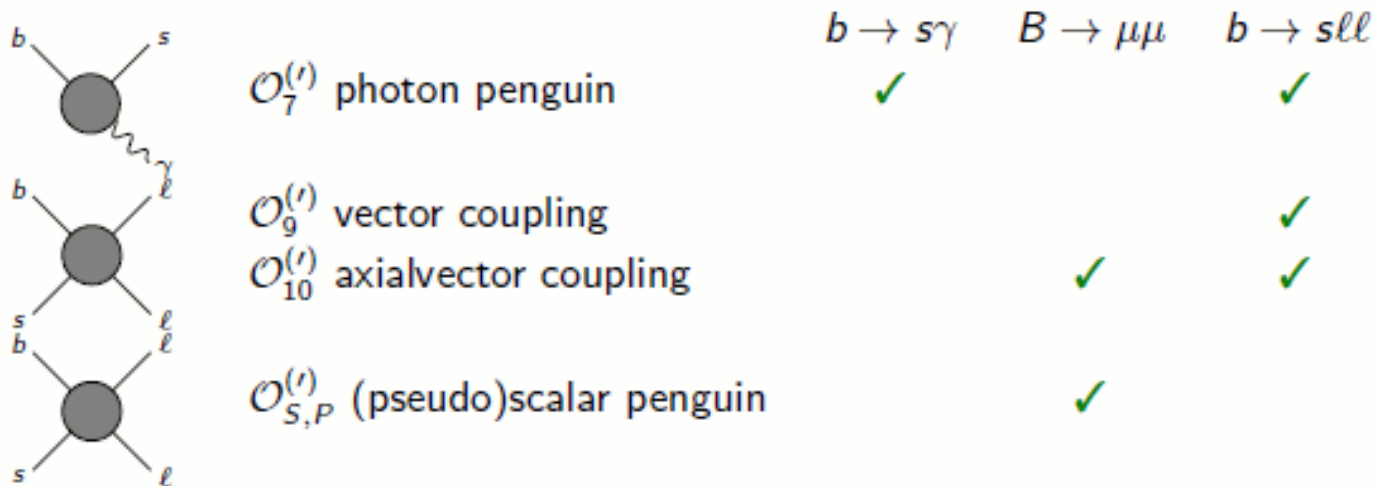 b → sγ B → μμ b → sℓℓ
b s
𝒪₇⁽′⁾ photon penguin ✓ ✓
γ
b ℓ
𝒪₉⁽′⁾ vector coupling ✓
𝒪₁₀⁽′⁾ axialvector coupling ✓ ✓
s ℓ
b ℓ
𝒪_{S,P}⁽′⁾ (pseudo)scalar penguin ✓
s ℓ